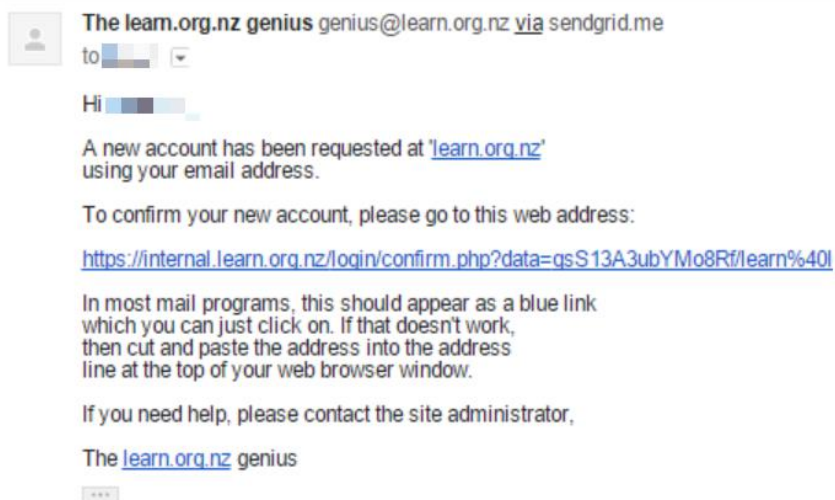 The learn.org.nz genius genius@learn.org.nz via sendgrid.me
to
Hi
A new account has been requested at 'learn.org.nz'
using your email address.
To confirm your new account, please go to this web address:
https://internal.learn.org.nz/login/confirm.php?data=qsS13A3ubYMo8Rf/learn%40l
In most mail programs, this should appear as a blue link
which you can just click on. If that doesn't work,
then cut and paste the address into the address
line at the top of your web browser window.
If you need help, please contact the site administrator,
The learn.org.nz genius